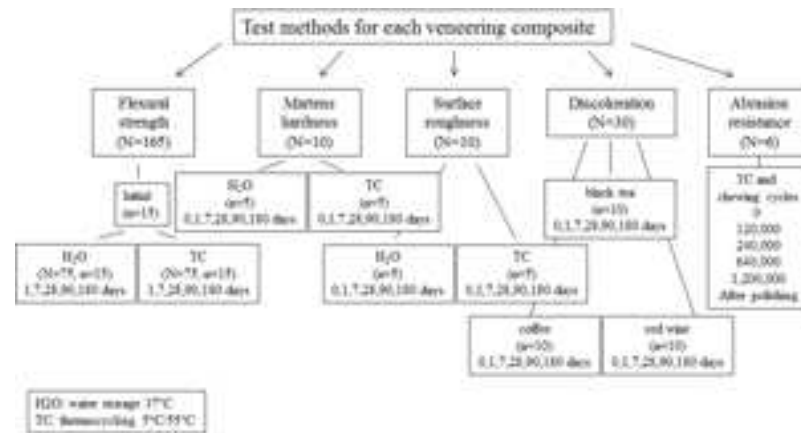 Test methods for each veneering composite
Flexural
strength
(N=165)
Martens
hardness
(N=10)
Surface
roughness
(N=10)
Discoloration
(N=30)
Abrasion
resistance
(N=6)
Initial
(n=15)
H₂O
(N=75, n=15)
1,7,28,90,180 days
TC
(N=75, n=15)
1,7,28,90,180 days
H₂O
(n=5)
0,1,7,28,90,180 days
TC
(n=5)
0,1,7,28,90,180 days
H₂O
(n=5)
0,1,7,28,90,180 days
TC
(n=5)
0,1,7,28,90,180 days
black tea
(n=10)
0,1,7,28,90,180 days
coffee
(n=10)
0,1,7,28,90,180 days
red wine
(n=10)
0,1,7,28,90,180 days
TC and
chewing cycles
0
120,000
240,000
640,000
1,200,000
After polishing
H2O: water storage 37°C
TC: thermocycling 5°C/55°C